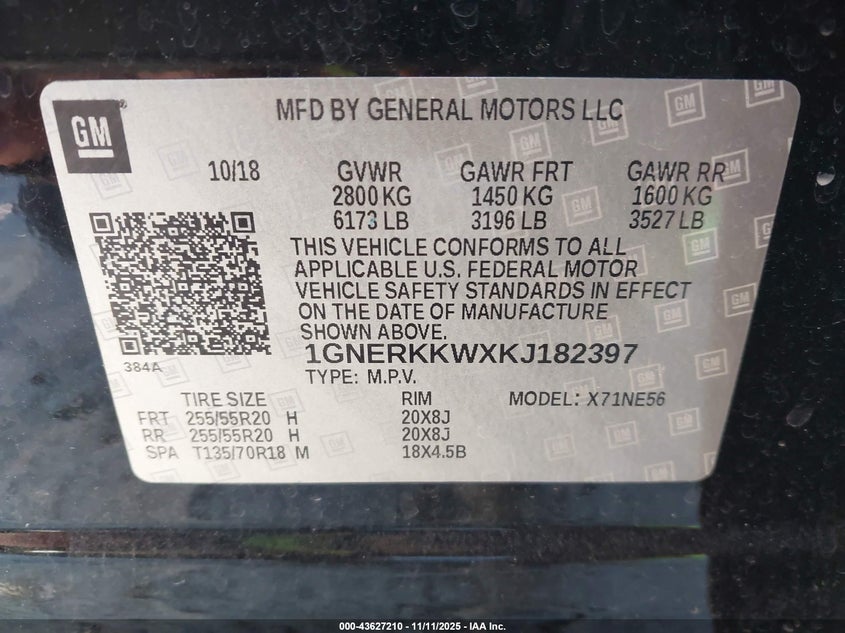 GM
MFD BY GENERAL MOTORS LLC
10/18 GVWR GAWR FRT GAWR RR
2800 KG 1450 KG 1600 KG
6173 LB 3196 LB 3527 LB
THIS VEHICLE CONFORMS TO ALL
APPLICABLE U.S. FEDERAL MOTOR
VEHICLE SAFETY STANDARDS IN EFFECT
ON THE DATE OF MANUFACTURE
SHOWN ABOVE.
384A
1GNERKKWXKJ182397
TYPE: M.P.V.
TIRE SIZE RIM MODEL: X71NE56
FRT 255/55R20 H 20X8J
RR 255/55R20 H 20X8J
SPA T135/70R18 M 18X4.5B
000-43627210 - 11/11/2025 - IAA Inc.